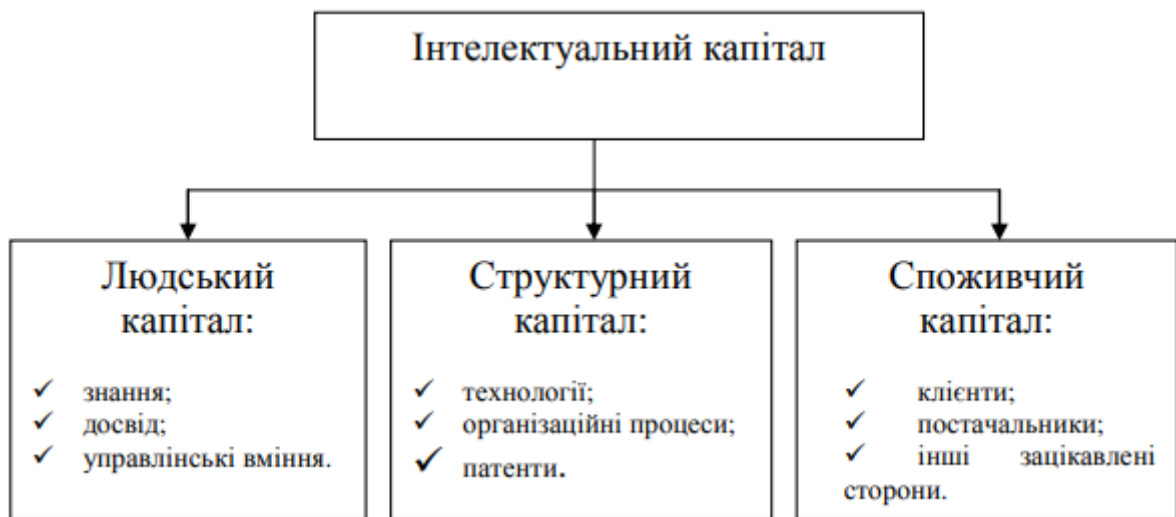 Інтелектуальний капітал
Людський
капітал:
✓ знання;
✓ досвід;
✓ управлінські вміння.
Структурний
капітал:
✓ технології;
✓ організаційні процеси;
✓ патенти.
Споживчий
капітал:
✓ клієнти;
✓ постачальники;
✓ інші зацікавлені
сторони.